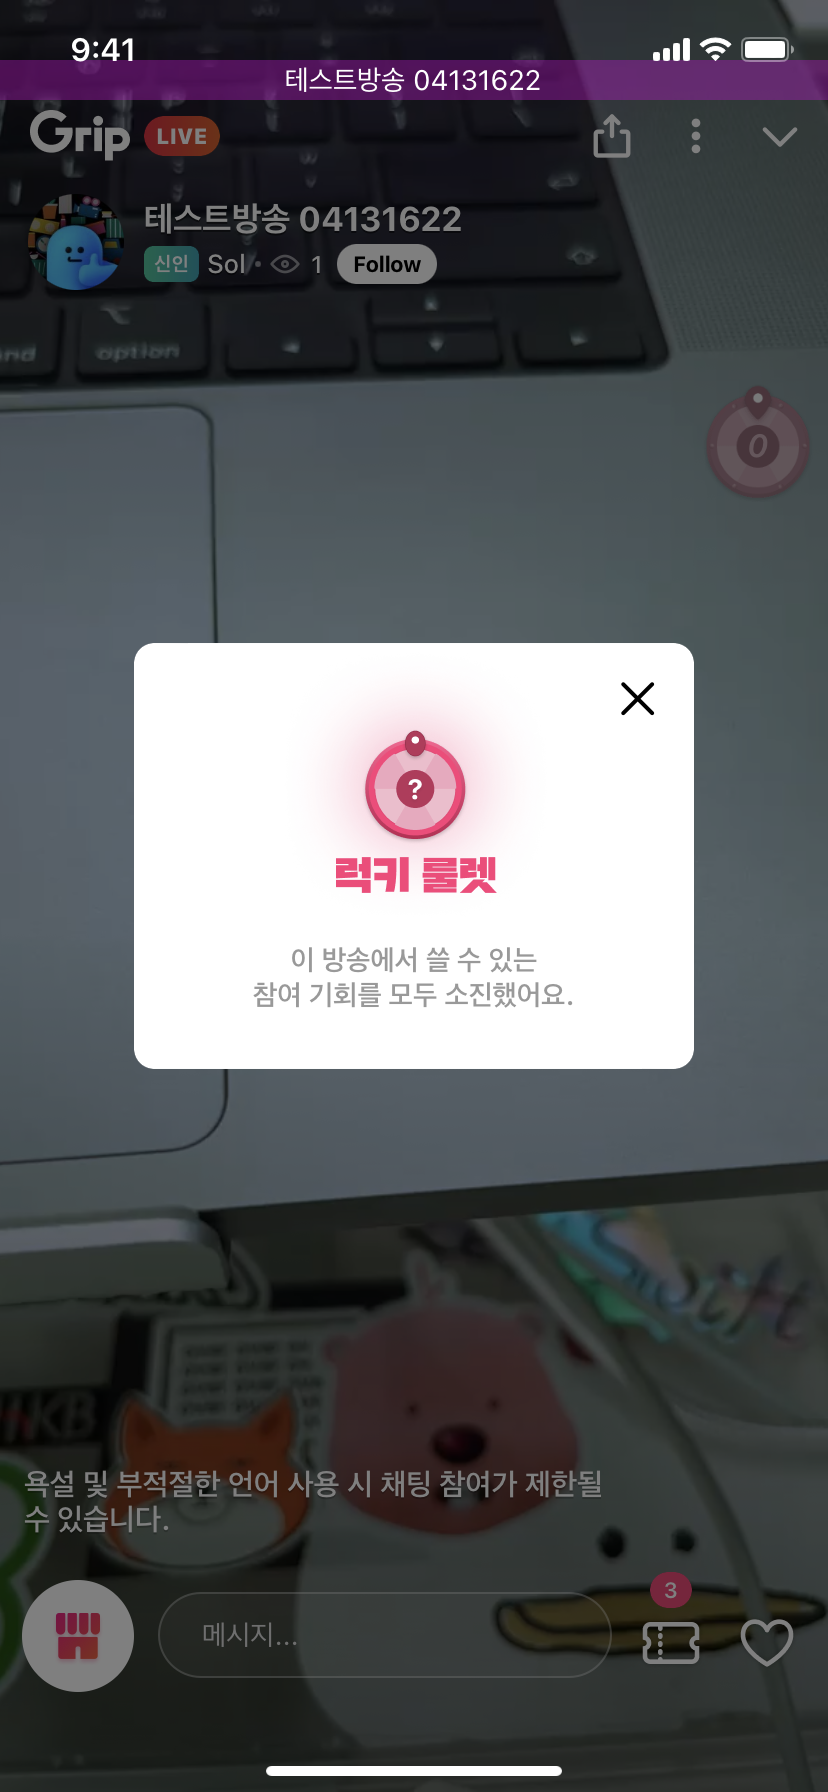 9:41
테스트방송 04131622
Grip LIVE
테스트방송 04131622
신인 Sol · 1 Follow
option
0
?
럭키 룰렛
이 방송에서 쓸 수 있는
참여 기회를 모두 소진했어요.
Swift
욕설 및 부적절한 언어 사용 시 채팅 참여가 제한될
수 있습니다.
3
메시지...